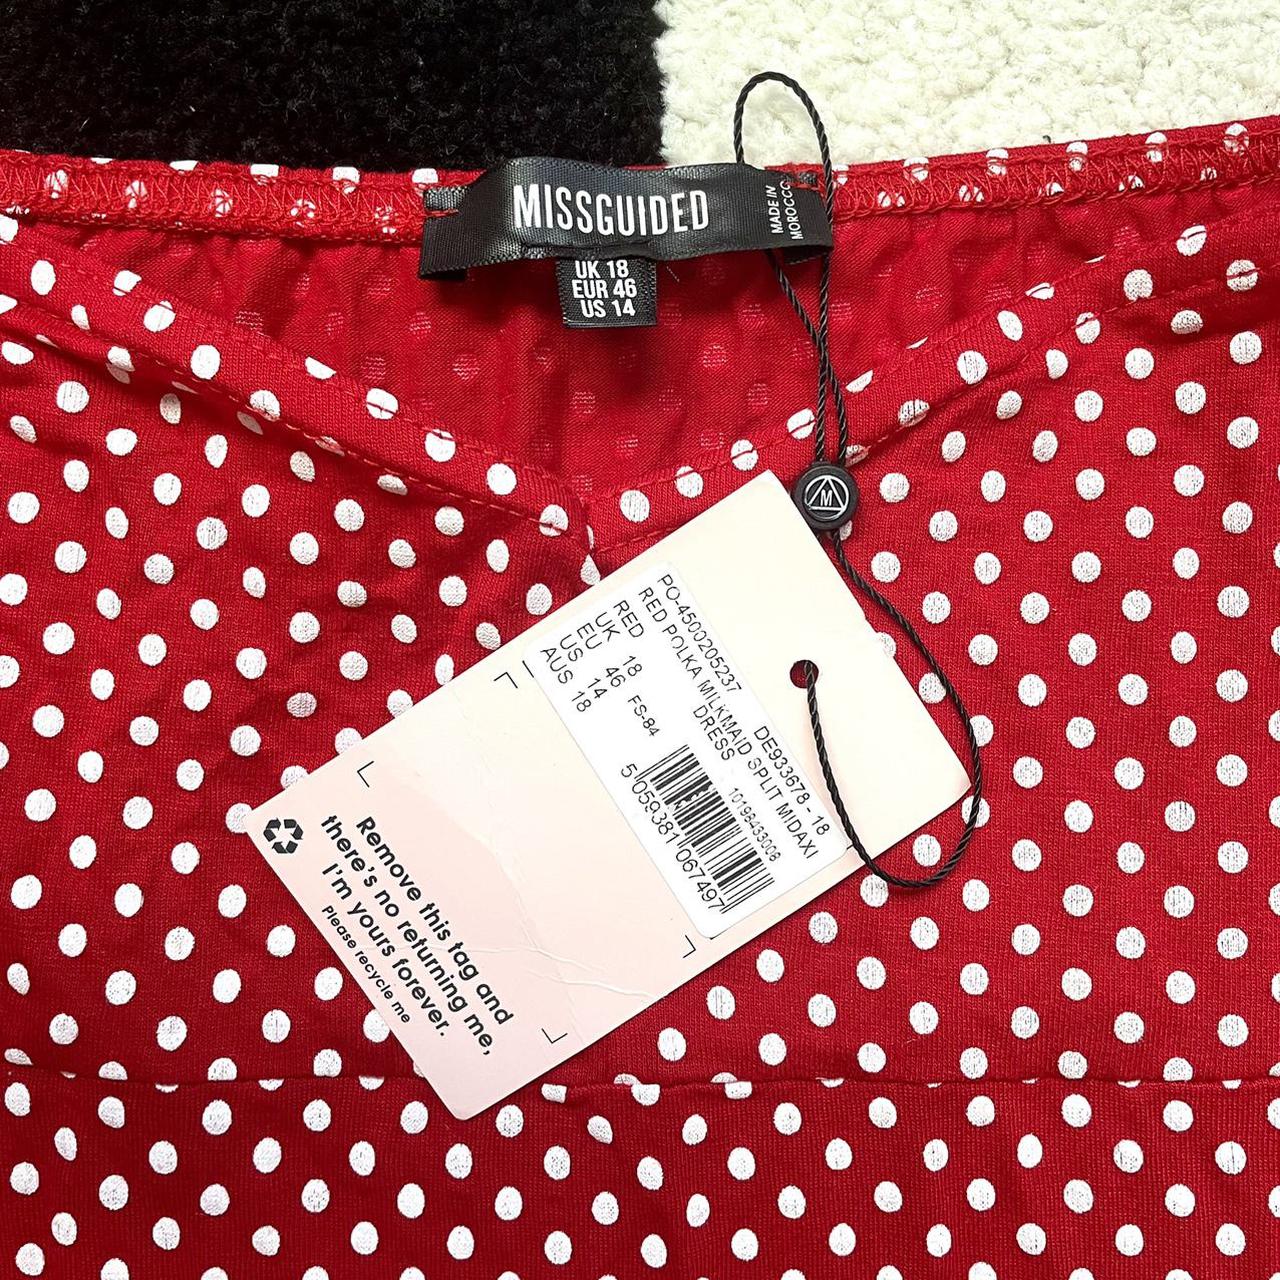 MISSGUIDED
MADE IN
MOROCCO
UK 18
EUR 46
US 14
M
PO-4500205237
DE933678 - 18
RED POLKA MILKMAID SPLIT MIDAXI
DRESS
RED
UK 18
EU 46
US 14
AUS 18
FS-84
10196433008
5 059381 067497
Remove this tag and
there's no returning me,
I'm yours forever.
Please recycle me